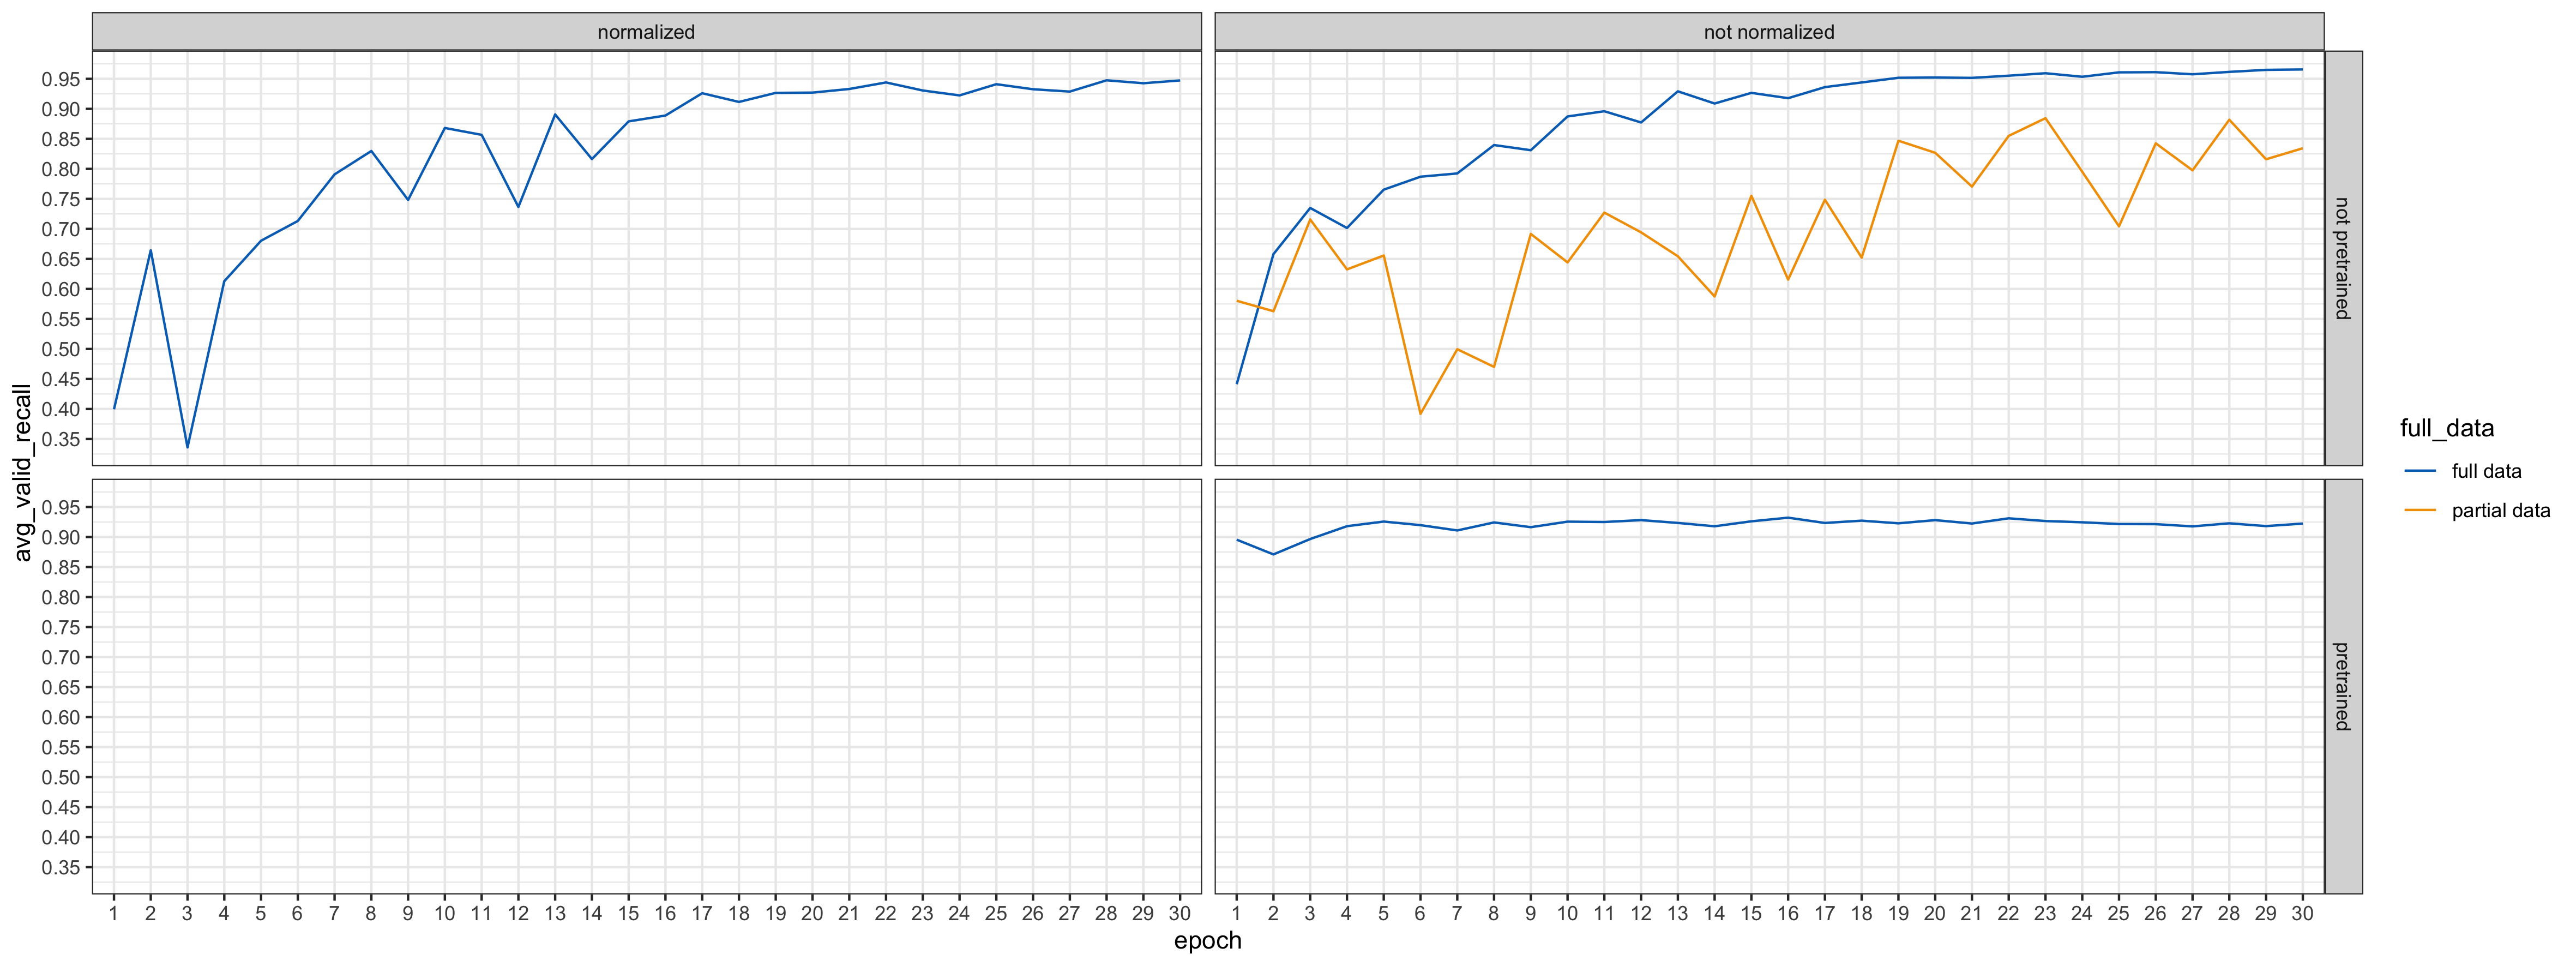 normalized
not normalized
0.95
0.90
0.85
0.80
0.75
0.70
0.65
0.60
0.55
0.50
0.45
0.40
0.35
not pretrained
avg_valid_recall
0.95
0.90
0.85
0.80
0.75
0.70
0.65
0.60
0.55
0.50
0.45
0.40
0.35
pretrained
1 2 3 4 5 6 7 8 9 10 11 12 13 14 15 16 17 18 19 20 21 22 23 24 25 26 27 28 29 30
1 2 3 4 5 6 7 8 9 10 11 12 13 14 15 16 17 18 19 20 21 22 23 24 25 26 27 28 29 30
epoch
full_data
full data
partial data